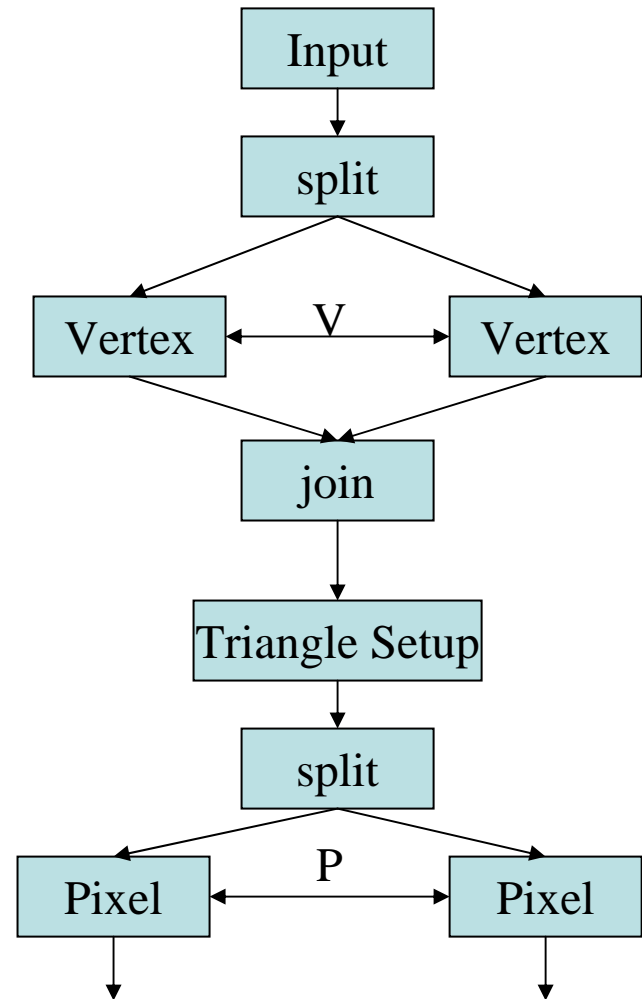 Input
split
Vertex
V
Vertex
join
Triangle Setup
split
Pixel
P
Pixel